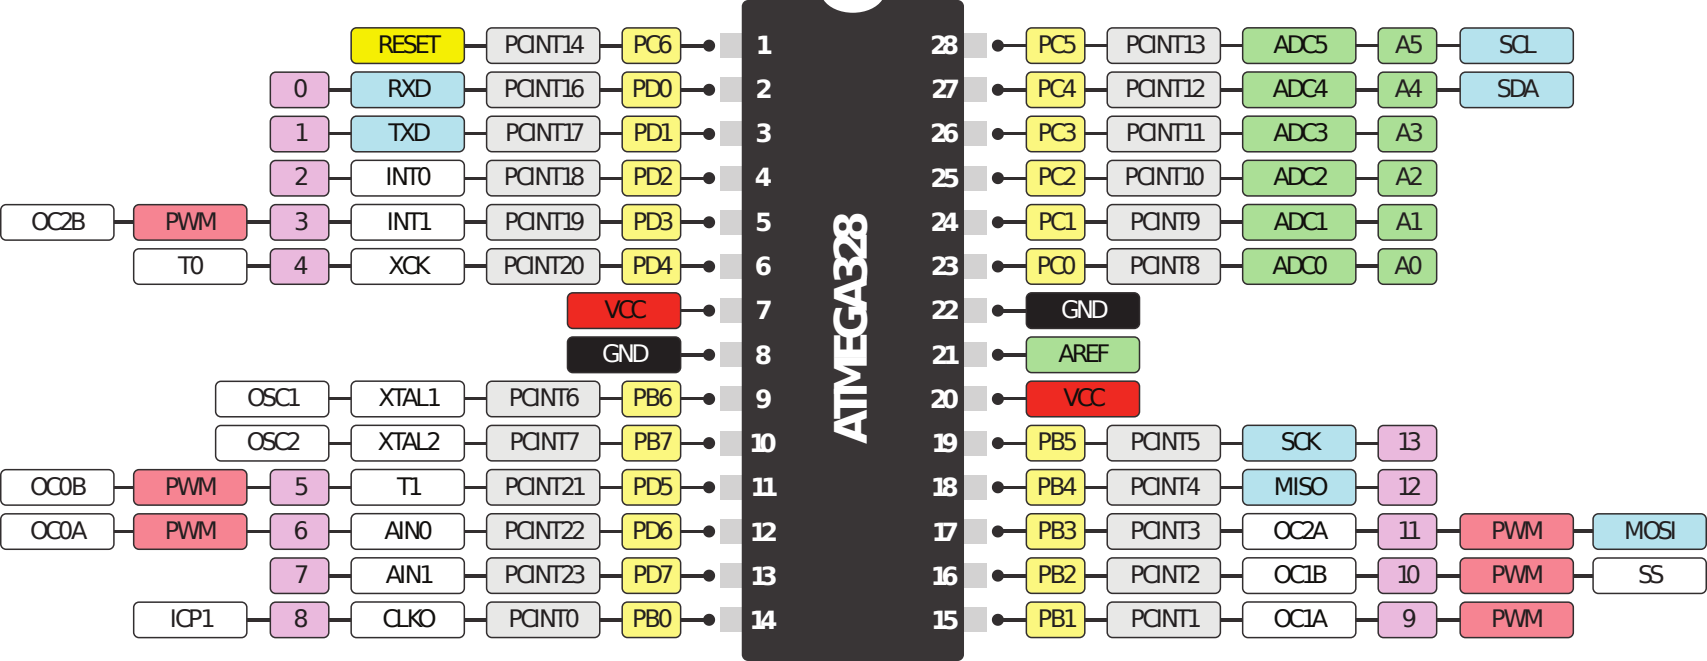 RESET PCINT14 PC6 1 28 PC5 PCINT13 ADC5 A5 SCL
0 RXD PCINT16 PD0 2 27 PC4 PCINT12 ADC4 A4 SDA
1 TXD PCINT17 PD1 3 26 PC3 PCINT11 ADC3 A3
2 INT0 PCINT18 PD2 4 25 PC2 PCINT10 ADC2 A2
OC2B PWM 3 INT1 PCINT19 PD3 5 24 PC1 PCINT9 ADC1 A1
T0 4 XCK PCINT20 PD4 6 23 PC0 PCINT8 ADC0 A0
VCC 7 22 GND
GND 8 21 AREF
OSC1 XTAL1 PCINT6 PB6 9 20 VCC
OSC2 XTAL2 PCINT7 PB7 10 19 PB5 PCINT5 SCK 13
OC0B PWM 5 T1 PCINT21 PD5 11 18 PB4 PCINT4 MISO 12
OC0A PWM 6 AIN0 PCINT22 PD6 12 17 PB3 PCINT3 OC2A 11 PWM MOSI
7 AIN1 PCINT23 PD7 13 16 PB2 PCINT2 OC1B 10 PWM SS
ICP1 8 CLKO PCINT0 PB0 14 15 PB1 PCINT1 OC1A 9 PWM
ATMEGA328